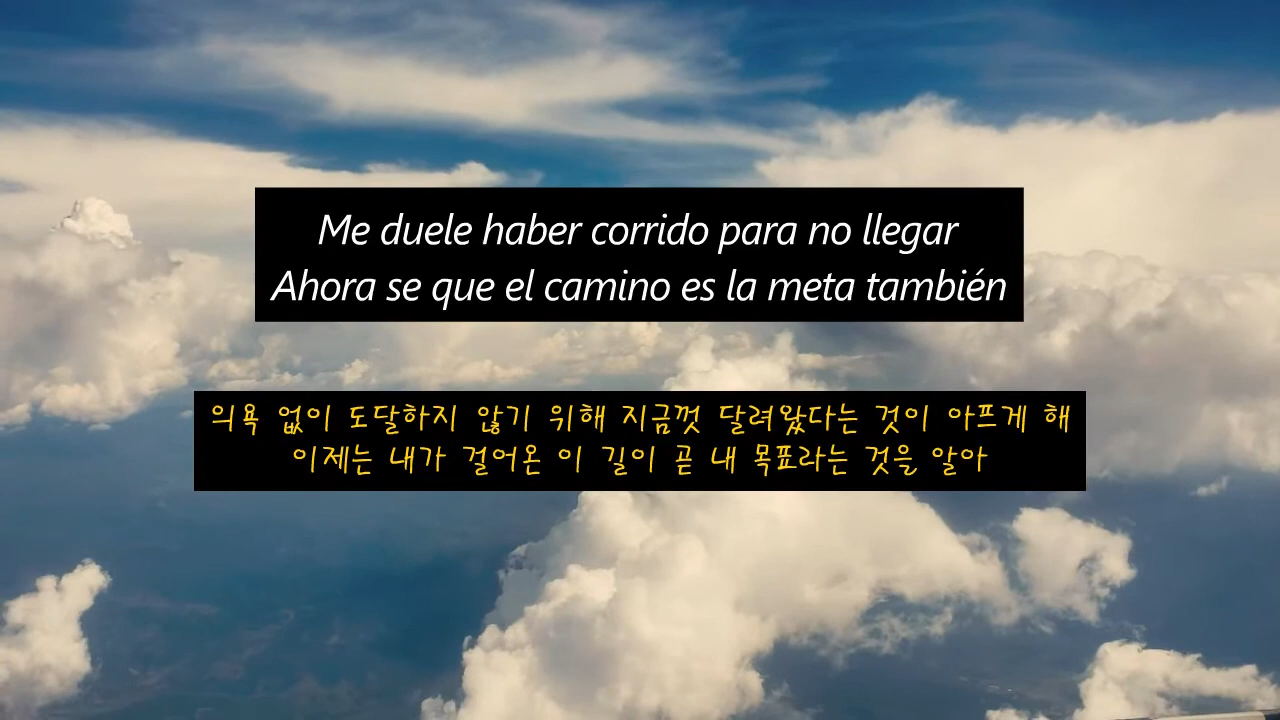 Me duele haber corrido para no llegar
Ahora se que el camino es la meta también
의욕 없이 도달하지 않기 위해 지금껏 달려왔다는 것이 아프게 해
이제는 내가 걸어온 이 길이 곧 내 목표라는 것을 알아